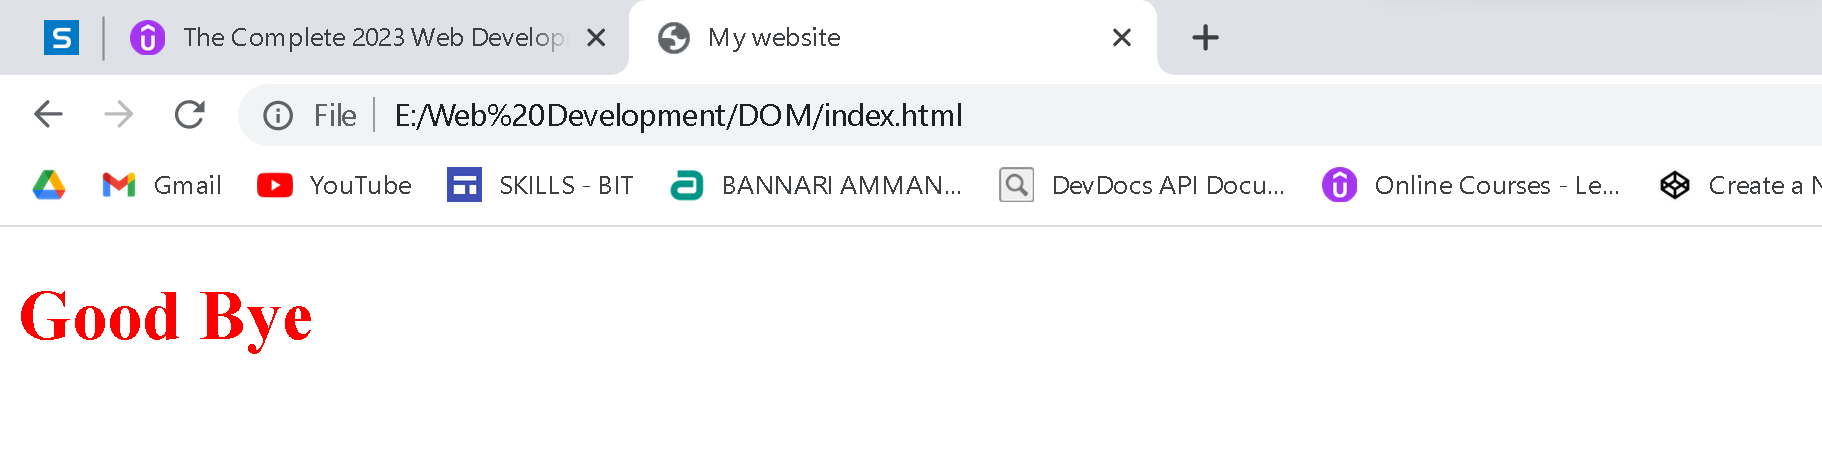 The Complete 2023 Web Develop
My website
File
E:/Web%20Development/DOM/index.html
Gmail
YouTube
SKILLS - BIT
BANNARI AMMAN...
DevDocs API Docu...
Online Courses - Le...
Create a N
Good Bye